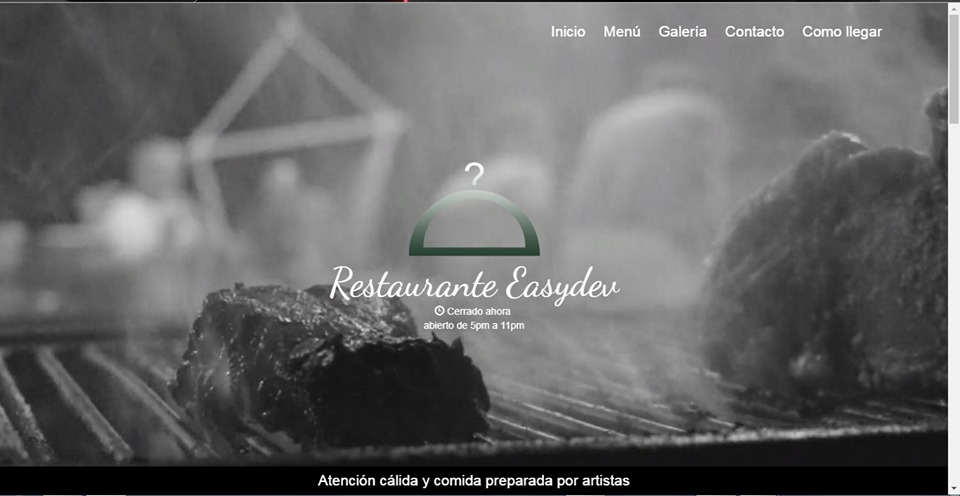 Inicio Menú Galería Contacto Como llegar
Restaurante Easydev
Cerrado ahora
abierto de 5pm a 11pm
Atención cálida y comida preparada por artistas